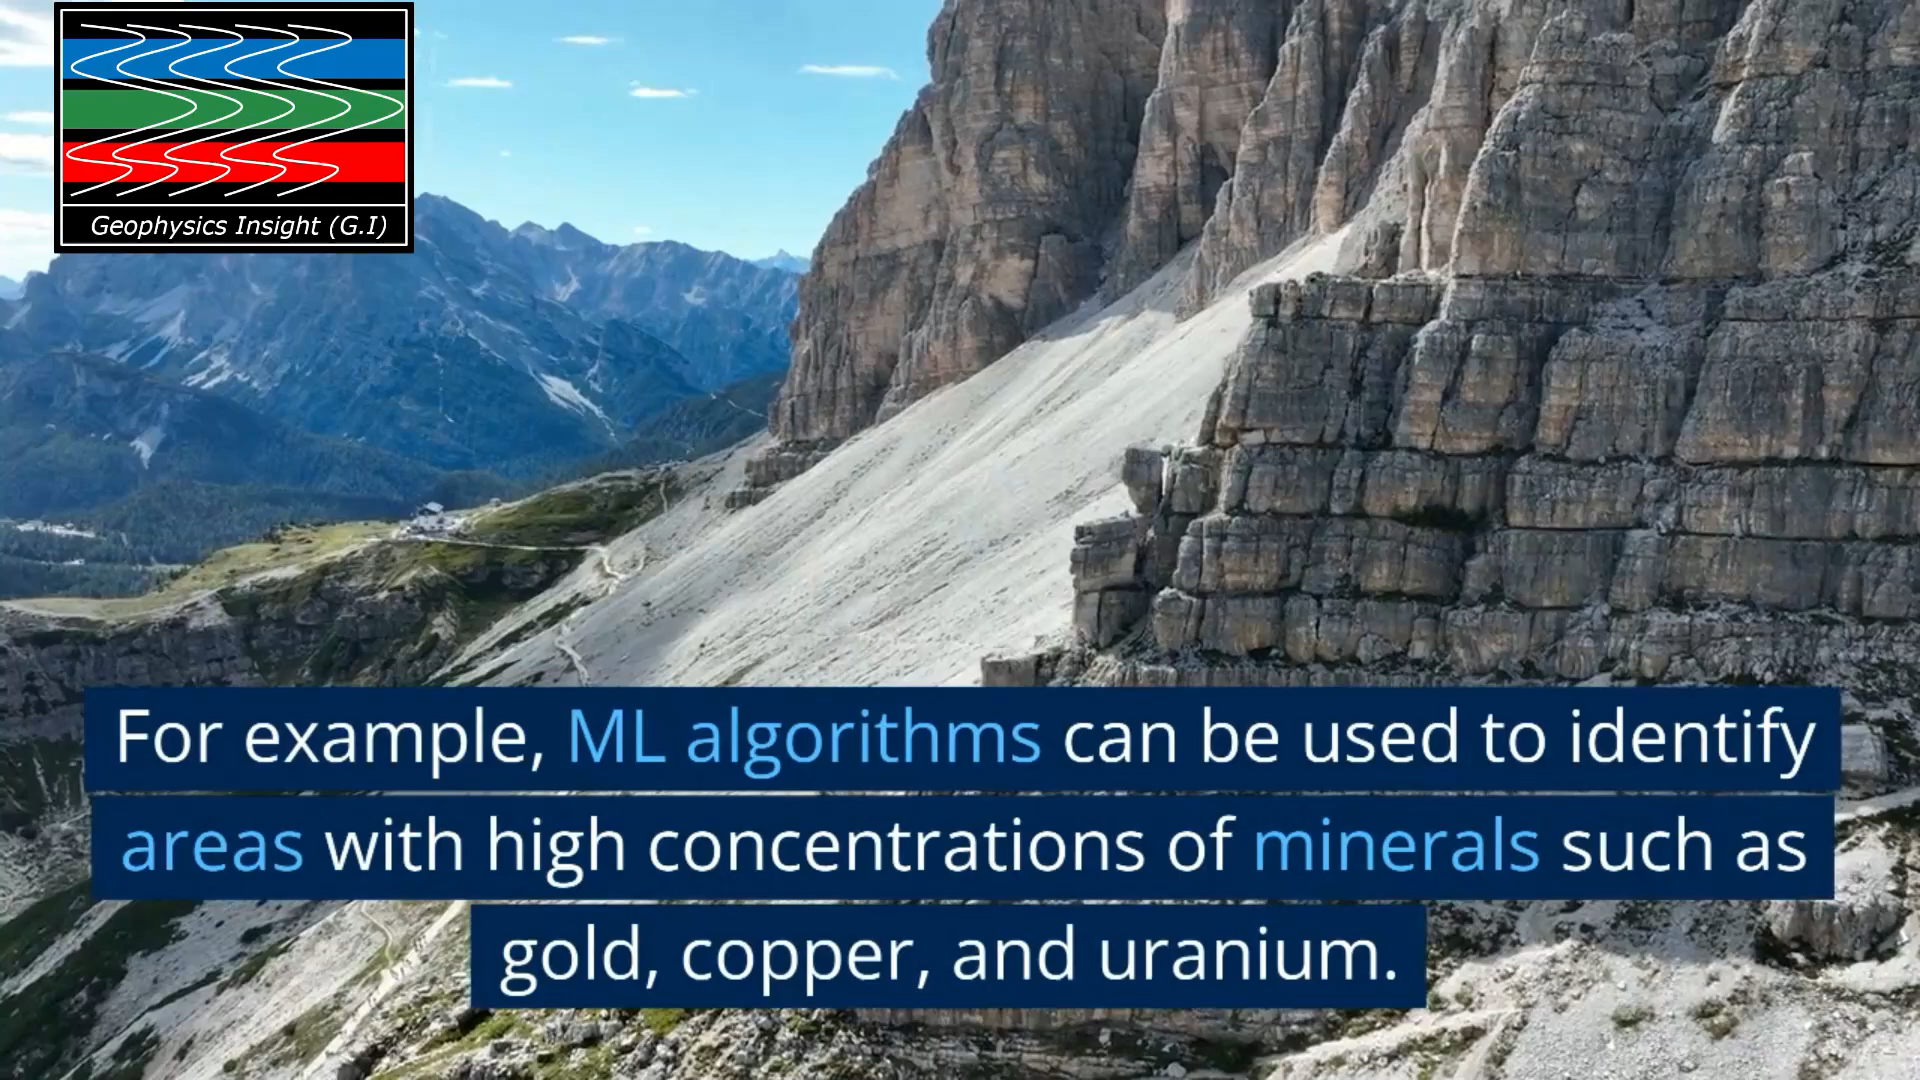 Geophysics Insight (G.I)
For example, ML algorithms can be used to identify
areas with high concentrations of minerals such as
gold, copper, and uranium.